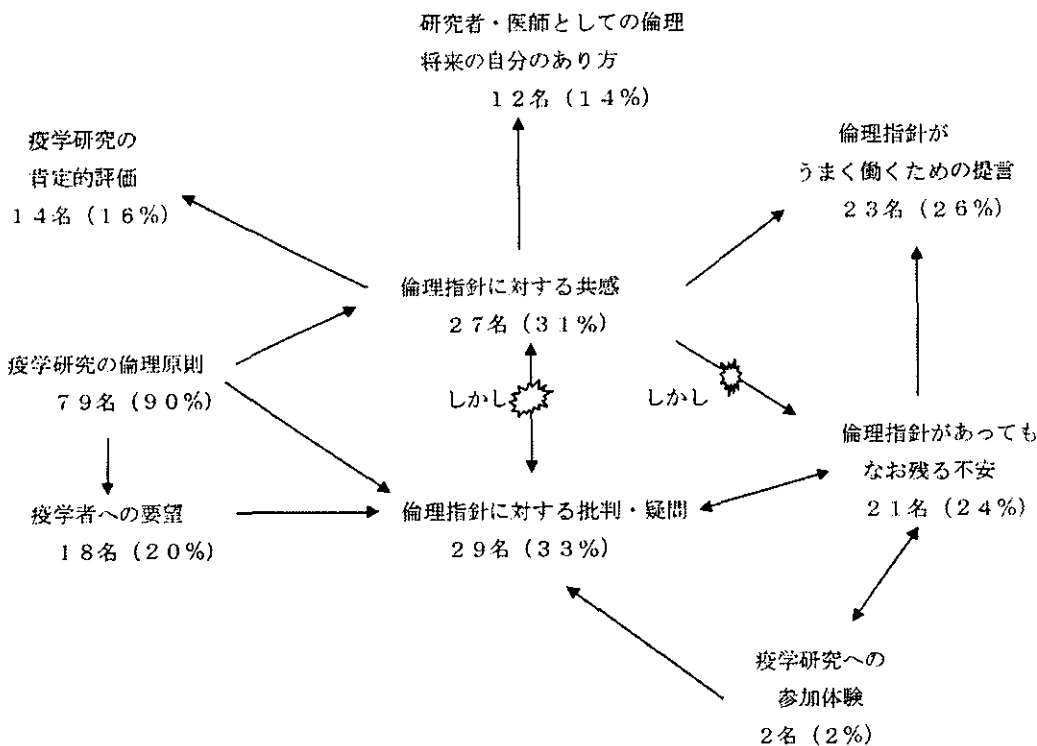 研究者・医師としての倫理
将来の自分のあり方
12名(14%)
疫学研究の
肯定的評価
14名(16%)
倫理指針が
うまく働くための提言
23名(26%)
倫理指針に対する共感
27名(31%)
疫学研究の倫理原則
79名(90%)
しかし
しかし
倫理指針があっても
なお残る不安
21名(24%)
疫学者への要望
18名(20%)
倫理指針に対する批判・疑問
29名(33%)
疫学研究への
参加体験
2名(2%)